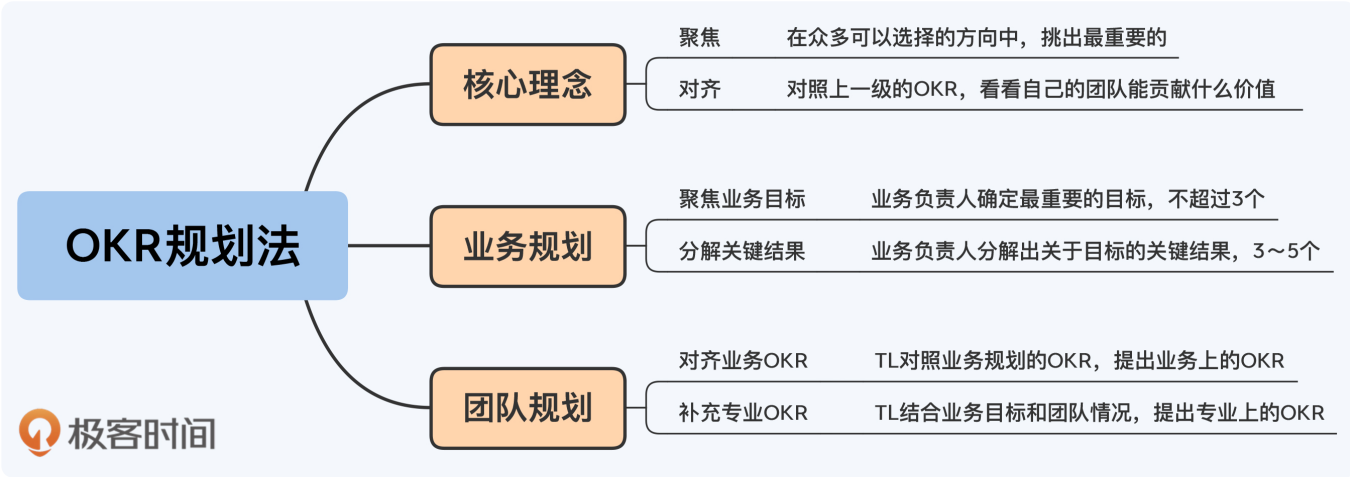 OKR规划法
核心理念
聚焦 在众多可以选择的方向中，挑出最重要的
对齐 对照上一级的OKR，看看自己的团队能贡献什么价值
业务规划
聚焦业务目标 业务负责人确定最重要的目标，不超过3个
分解关键结果 业务负责人分解出关于目标的关键结果，3～5个
团队规划
对齐业务OKR TL对照业务规划的OKR，提出业务上的OKR
补充专业OKR TL结合业务目标和团队情况，提出专业上的OKR
极客时间